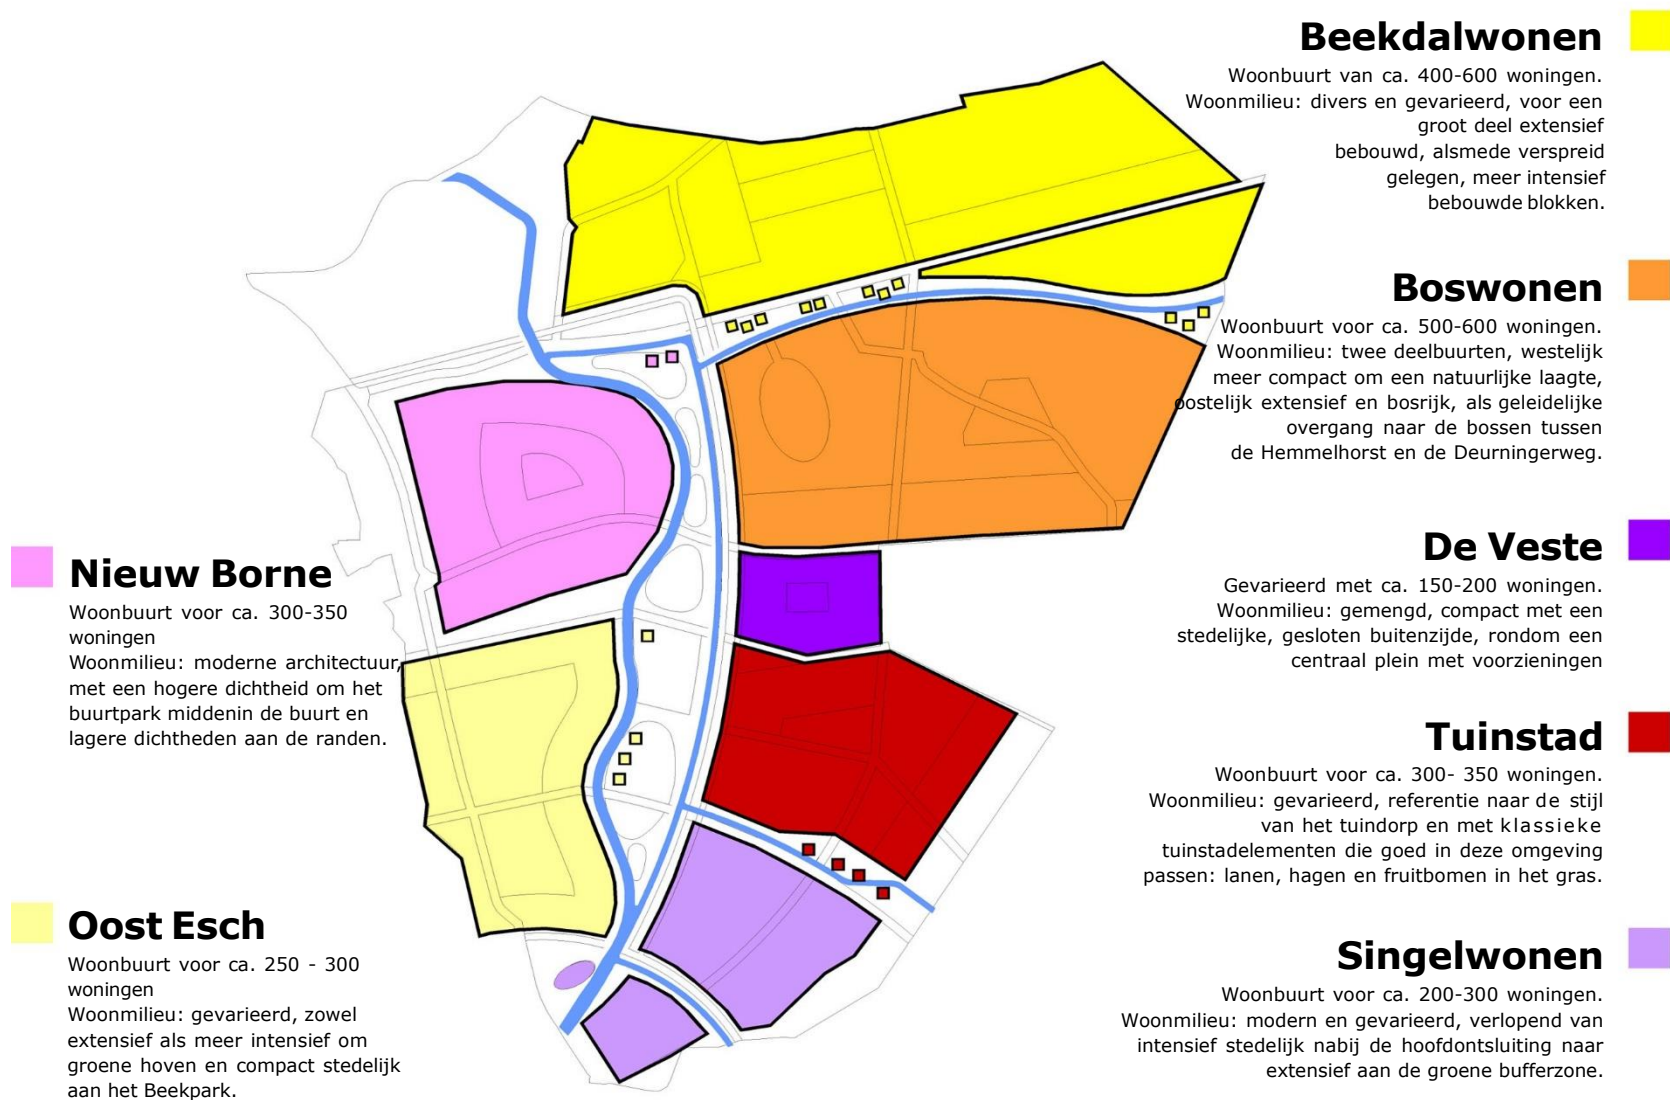 Beekdalwonen
Woonbuurt van ca. 400-600 woningen.
Woonmilieu: divers en gevarieerd, voor een
groot deel extensief
bebouwd, alsmede verspreid
gelegen, meer intensief
bebouwde blokken.
Boswonen
Woonbuurt voor ca. 500-600 woningen.
Woonmilieu: twee deelbuurten, westelijk
meer compact om een natuurlijke laagte,
oostelijk extensief en bosrijk, als geleidelijke
overgang naar de bossen tussen
de Hemmelhorst en de Deurningerweg.
De Veste
Gevarieerd met ca. 150-200 woningen.
Woonmilieu: gemengd, compact met een
stedelijke, gesloten buitenzijde, rondom een
centraal plein met voorzieningen
Tuinstad
Woonbuurt voor ca. 300- 350 woningen.
Woonmilieu: gevarieerd, referentie naar de stijl
van het tuindorp en met klassieke
tuinstadelementen die goed in deze omgeving
passen: lanen, hagen en fruitbomen in het gras.
Singelwonen
Woonbuurt voor ca. 200-300 woningen.
Woonmilieu: modern en gevarieerd, verlopend van
intensief stedelijk nabij de hoofdontsluiting naar
extensief aan de groene bufferzone.
Nieuw Borne
Woonbuurt voor ca. 300-350
woningen
Woonmilieu: moderne architectuur,
met een hogere dichtheid om het
buurtpark middenin de buurt en
lagere dichtheden aan de randen.
Oost Esch
Woonbuurt voor ca. 250 - 300
woningen
Woonmilieu: gevarieerd, zowel
extensief als meer intensief om
groene hoven en compact stedelijk
aan het Beekpark.